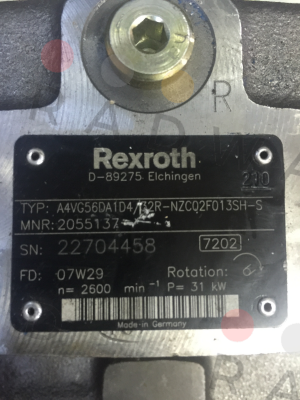 Rexroth
D-89275 Elchingen
TYP: A4VG56DA1D4/32R-NZC02F013SH-S
MNR: 2055137
SN: 22704458 7202
FD: 07W29 Rotation:
n= 2600 min⁻¹ P= 31 kW
Made in Germany